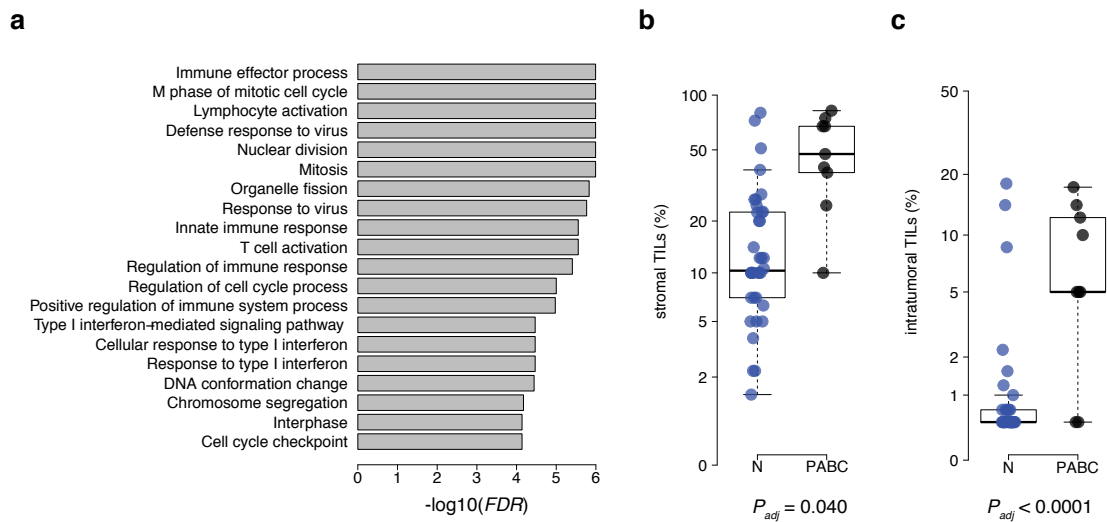 a
Immune effector process
M phase of mitotic cell cycle
Lymphocyte activation
Defense response to virus
Nuclear division
Mitosis
Organelle fission
Response to virus
Innate immune response
T cell activation
Regulation of immune response
Regulation of cell cycle process
Positive regulation of immune system process
Type I interferon−mediated signaling pathway
Cellular response to type I interferon
Response to type I interferon
DNA conformation change
Chromosome segregation
Interphase
Cell cycle checkpoint
0 1 2 3 4 5 6
-log10(FDR)
b
stromal TILs (%)
100
50
20
10
5
2
0
N PABC
Padj = 0.040
c
intratumoral TILs (%)
50
20
10
5
2
1
0
N PABC
Padj < 0.0001